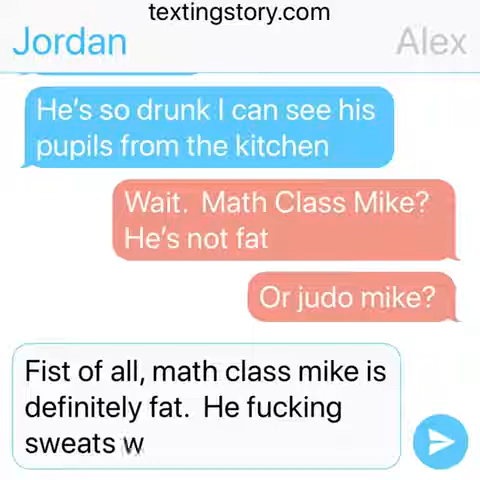 textingstory.com
Jordan Alex
He's so drunk I can see his
pupils from the kitchen
Wait. Math Class Mike?
He's not fat
Or judo mike?
Fist of all, math class mike is
definitely fat. He fucking
sweats w